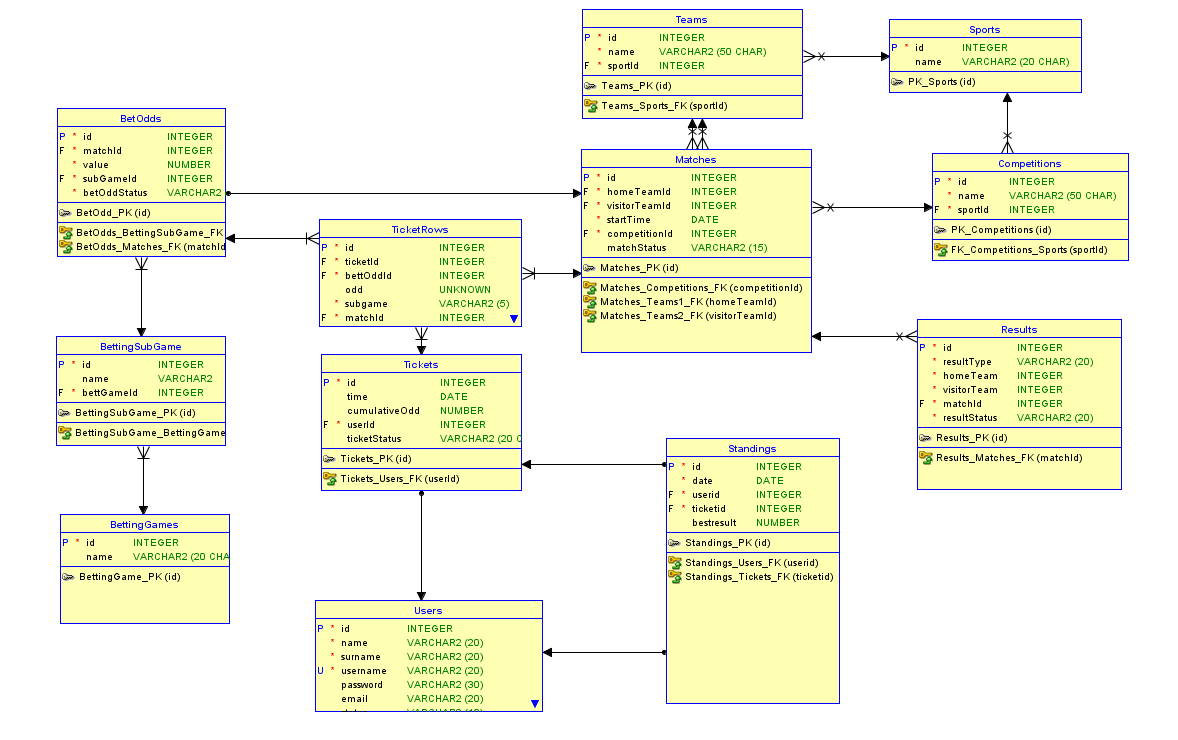 Teams
P * id INTEGER
* name VARCHAR2 (50 CHAR)
F * sportId INTEGER
Teams_PK (id)
Teams_Sports_FK (sportId)
Sports
P * id INTEGER
name VARCHAR2 (20 CHAR)
PK_Sports (id)
BetOdds
P * id INTEGER
F * matchId INTEGER
* value NUMBER
F * subGameId INTEGER
* betOddStatus VARCHAR2
BetOdd_PK (id)
BetOdds_BettingSubGame_FK
BetOdds_Matches_FK (matchId
Matches
P * id INTEGER
F * homeTeamId INTEGER
F * visitorTeamId INTEGER
* startTime DATE
F * competitionId INTEGER
matchStatus VARCHAR2 (15)
Matches_PK (id)
Matches_Competitions_FK (competitionId)
Matches_Teams1_FK (homeTeamId)
Matches_Teams2_FK (visitorTeamId)
Competitions
P * id INTEGER
* name VARCHAR2 (50 CHAR)
F * sportId INTEGER
PK_Competitions (id)
FK_Competitions_Sports (sportId)
TicketRows
P * id INTEGER
F * ticketId INTEGER
F * bettOddId INTEGER
odd UNKNOWN
* subgame VARCHAR2 (5)
F * matchId INTEGER
Results
P * id INTEGER
* resultType VARCHAR2 (20)
* homeTeam INTEGER
* visitorTeam INTEGER
F * matchId INTEGER
* resultStatus VARCHAR2 (20)
Results_PK (id)
Results_Matches_FK (matchId)
BettingSubGame
P * id INTEGER
name VARCHAR2
F * bettGameId INTEGER
BettingSubGame_PK (id)
BettingSubGame_BettingGame
Tickets
P * id INTEGER
time DATE
cumulativeOdd NUMBER
F * userId INTEGER
ticketStatus VARCHAR2 (20 C
Tickets_PK (id)
Tickets_Users_FK (userId)
Standings
P * id INTEGER
* date DATE
F * userid INTEGER
F * ticketid INTEGER
bestresult NUMBER
Standings_PK (id)
Standings_Users_FK (userid)
Standings_Tickets_FK (ticketid)
BettingGames
P * id INTEGER
name VARCHAR2 (20 CHA
BettingGame_PK (id)
Users
P * id INTEGER
* name VARCHAR2 (20)
* surname VARCHAR2 (20)
U * username VARCHAR2 (20)
password VARCHAR2 (30)
email VARCHAR2 (20)